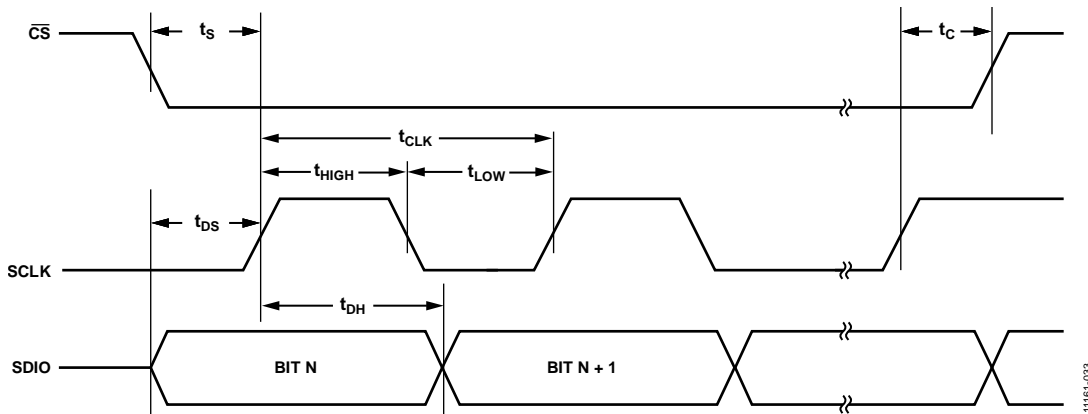 CS
tS
tC
tCLK
tHIGH
tLOW
tDS
SCLK
tDH
SDIO
BIT N
BIT N + 1
11161-033